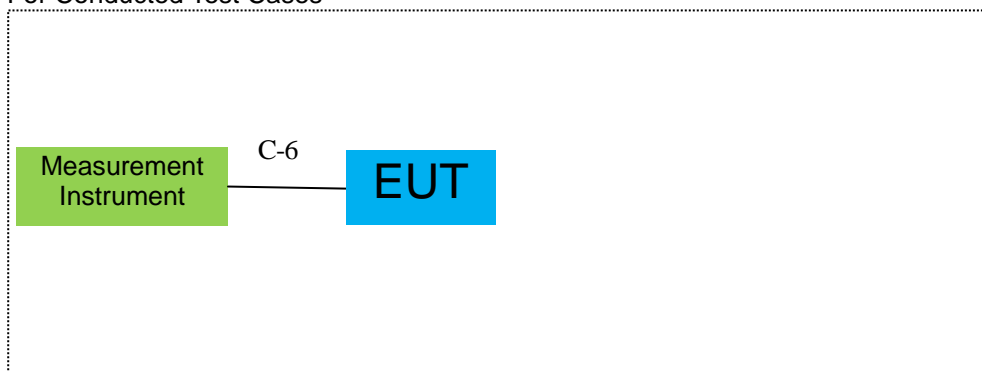 For Conducted Test Cases
C-6
Measurement
Instrument
EUT